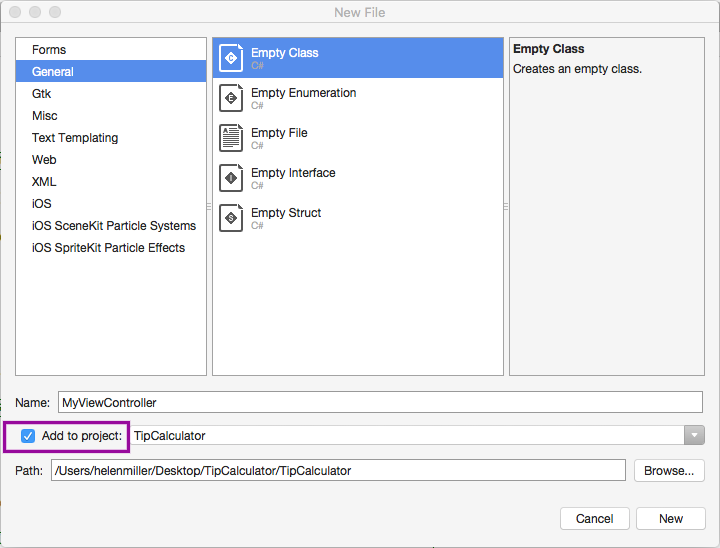 New File
Forms
General
Gtk
Misc
Text Templating
Web
XML
iOS
iOS SceneKit Particle Systems
iOS SpriteKit Particle Effects
Empty Class
C#
Empty Enumeration
C#
Empty File
C#
Empty Interface
C#
Empty Struct
C#
Empty Class
Creates an empty class.
Name: MyViewController
Add to project: TipCalculator
Path: /Users/helenmiller/Desktop/TipCalculator/TipCalculator Browse...
Cancel New